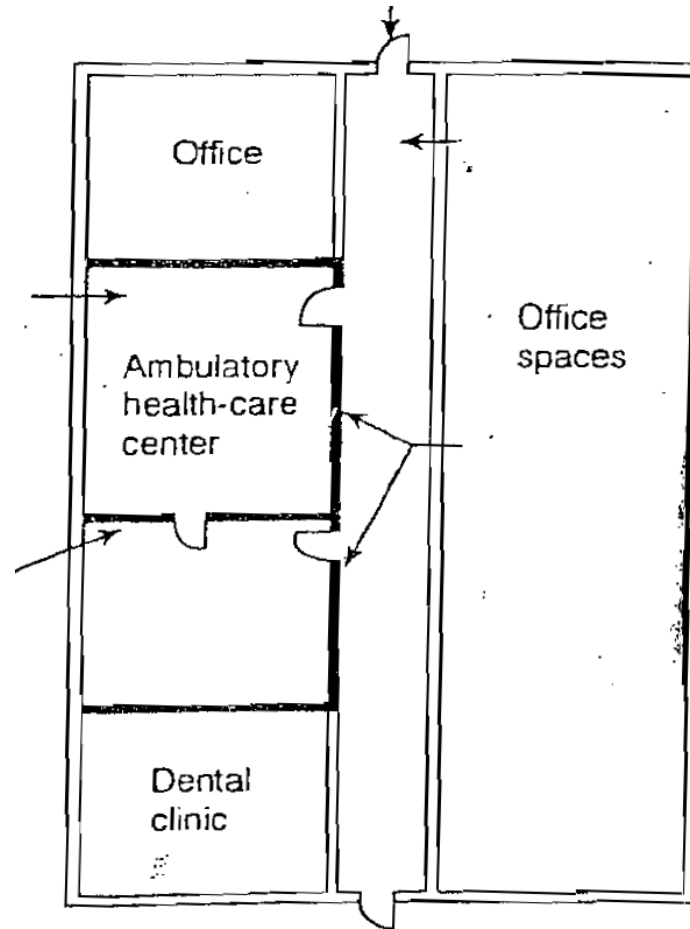 Office
Ambulatory
health-care
center
Office
spaces
Dental
clinic